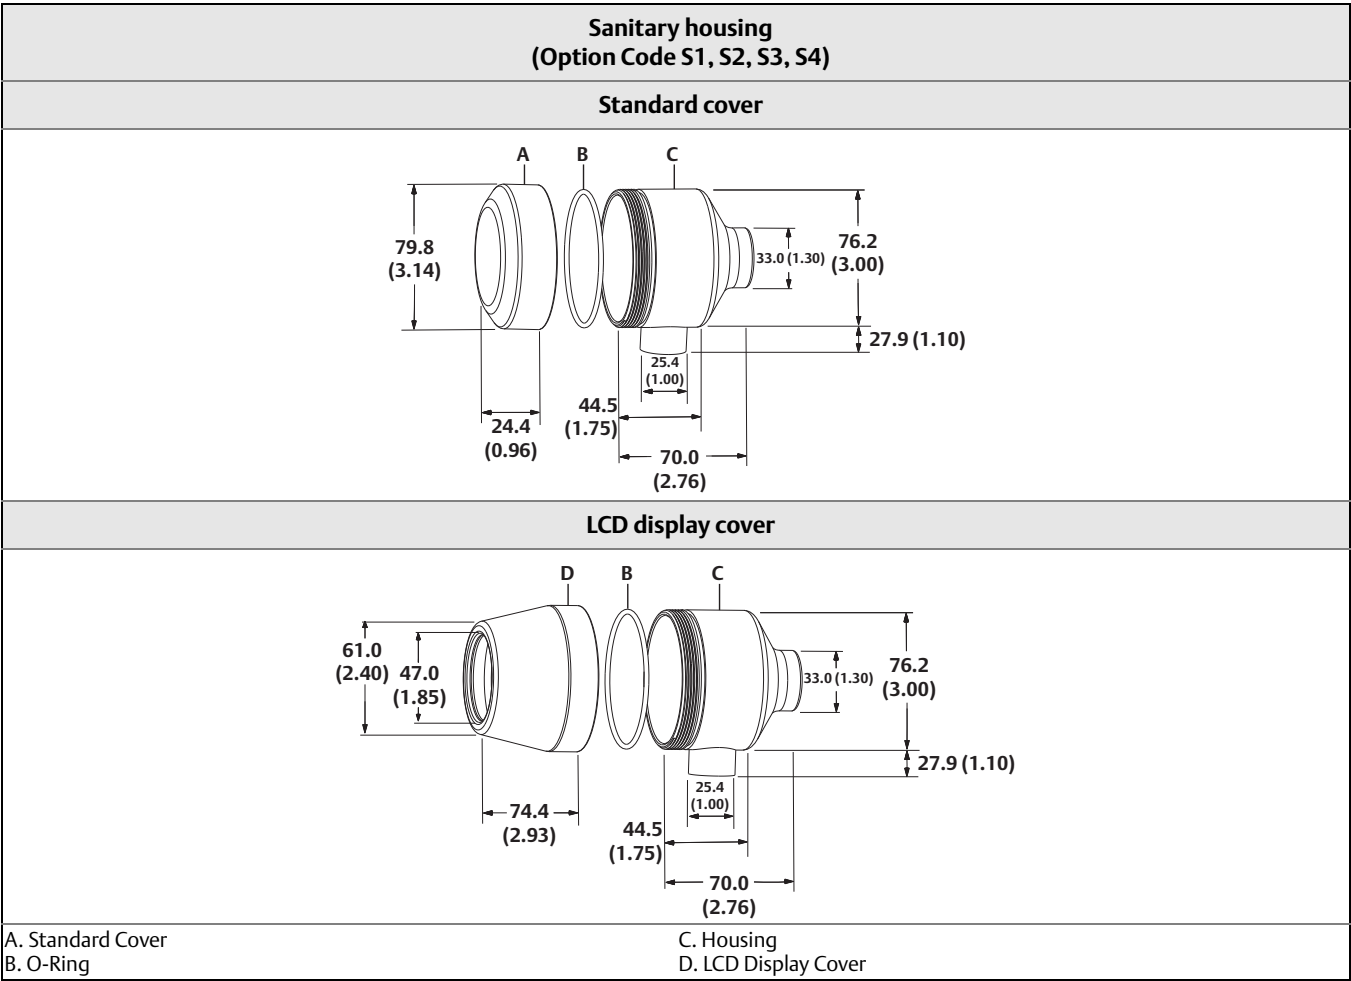 Sanitary housing
(Option Code S1, S2, S3, S4)
Standard cover
A
B
C
79.8
(3.14)
33.0 (1.30)
76.2
(3.00)
27.9 (1.10)
25.4
(1.00)
44.5
(1.75)
24.4
(0.96)
70.0
(2.76)
LCD display cover
D
B
C
61.0
(2.40)
47.0
(1.85)
33.0 (1.30)
76.2
(3.00)
27.9 (1.10)
25.4
(1.00)
74.4
(2.93)
44.5
(1.75)
70.0
(2.76)
A. Standard Cover
B. O-Ring
C. Housing
D. LCD Display Cover